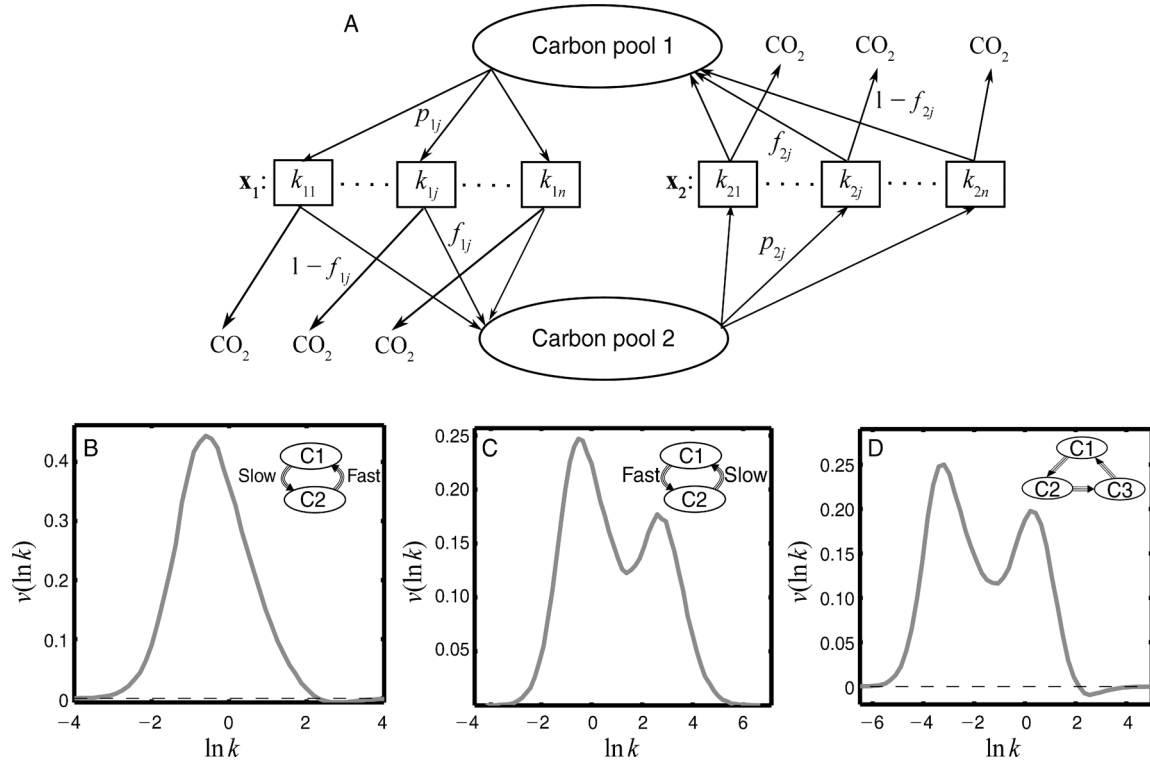 A
Carbon pool 1
CO₂ CO₂ CO₂
p₁ⱼ
1 − f₂ⱼ
f₂ⱼ
x₁: k₁₁ .... k₁ⱼ .... k₁ₙ
x₂: k₂₁ .... k₂ⱼ .... k₂ₙ
1 − f₁ⱼ
f₁ⱼ
p₂ⱼ
CO₂ CO₂ CO₂
Carbon pool 2
B
C1
Slow Fast
C2
0.4
0.3
0.2
0.1
0
v(ln k)
−4 −2 0 2 4
ln k
C
C1
Fast Slow
C2
0.25
0.20
0.15
0.10
0.05
v(ln k)
−4 −2 0 2 4 6
ln k
D
C1
C2 C3
0.25
0.20
0.15
0.10
0.05
0
v(ln k)
−6 −4 −2 0 2 4
ln k